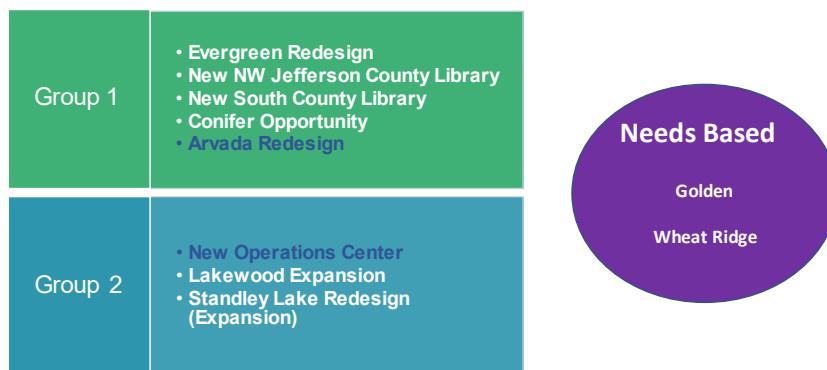 Group 1
• Evergreen Redesign
• New NW Jefferson County Library
• New South County Library
• Conifer Opportunity
• Arvada Redesign
Group 2
• New Operations Center
• Lakewood Expansion
• Standley Lake Redesign
(Expansion)
Needs Based
Golden
Wheat Ridge